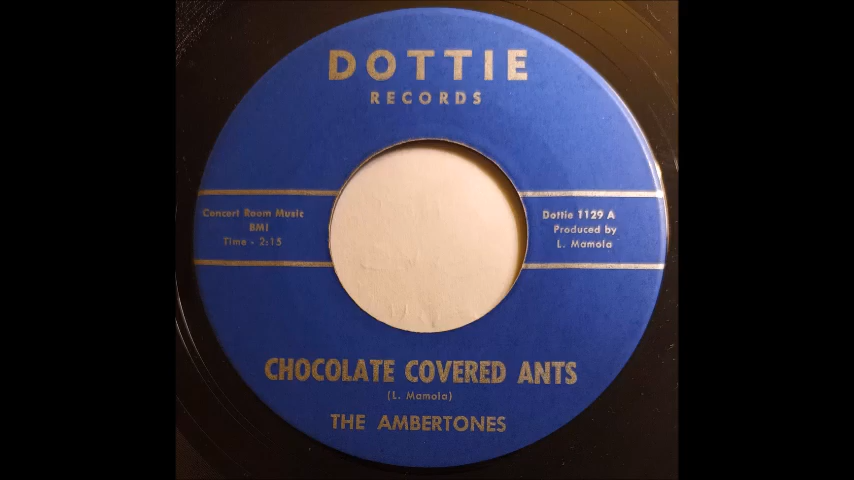 DOTTIE
RECORDS
Concert Room Music
BMI
Time - 2:15
Dottie 1129 A
Produced by
L. Mamola
CHOCOLATE COVERED ANTS
(L. Mamola)
THE AMBERTONES